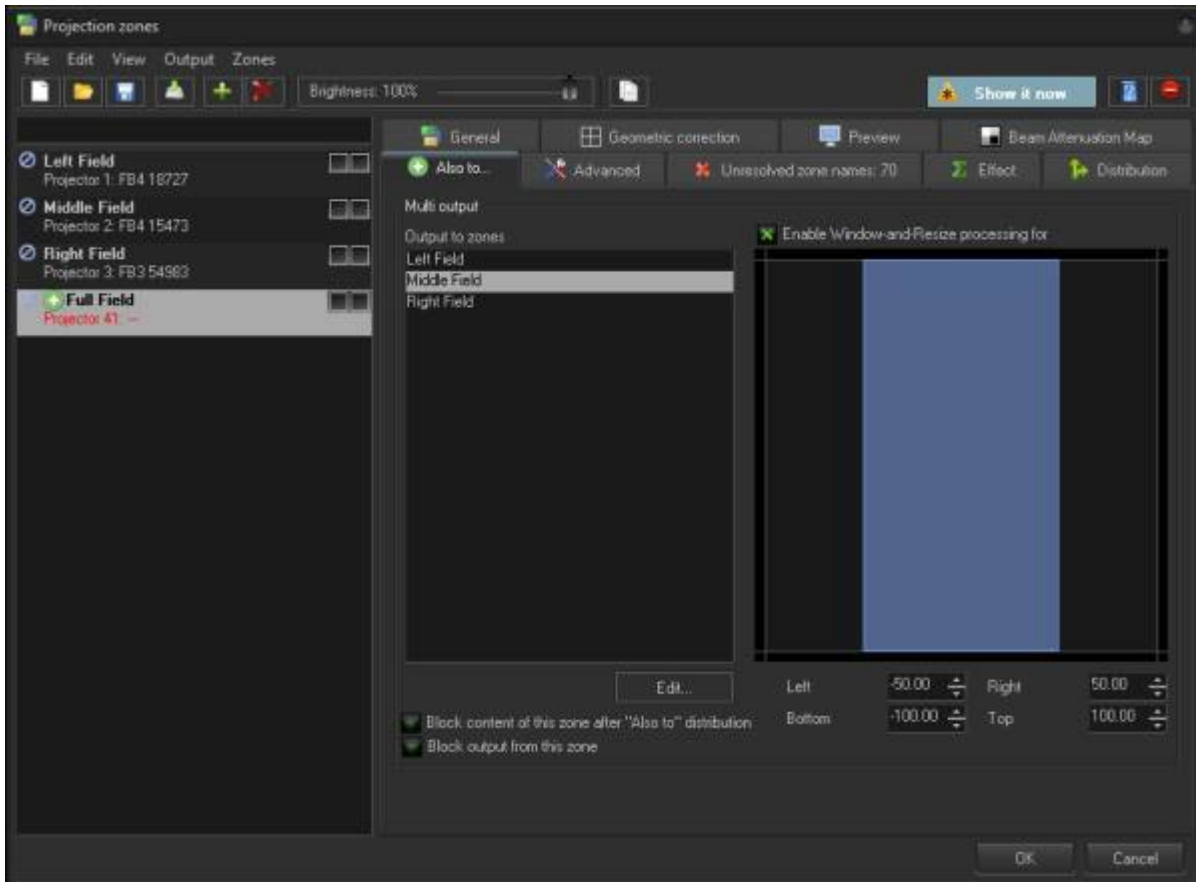 Projection zones
File Edit View Output Zones
Brightness: 100%
Show it now
General Geometric correction Preview Beam Attenuation Map
Also to... Advanced Unresolved zone names: 70 Effect Distribution
Left Field
Projector 1: FB4 18727
Middle Field
Projector 2: FB4 15473
Right Field
Projector 3: FB3 54983
Full Field
Projector 41: --
Multi output
Output to zones
Left Field
Middle Field
Right Field
Enable Window-and-Resize processing for
Edit...
Left -50.00 Right 50.00
Bottom -100.00 Top 100.00
Block content of this zone after "Also to" distribution
Block output from this zone
OK Cancel